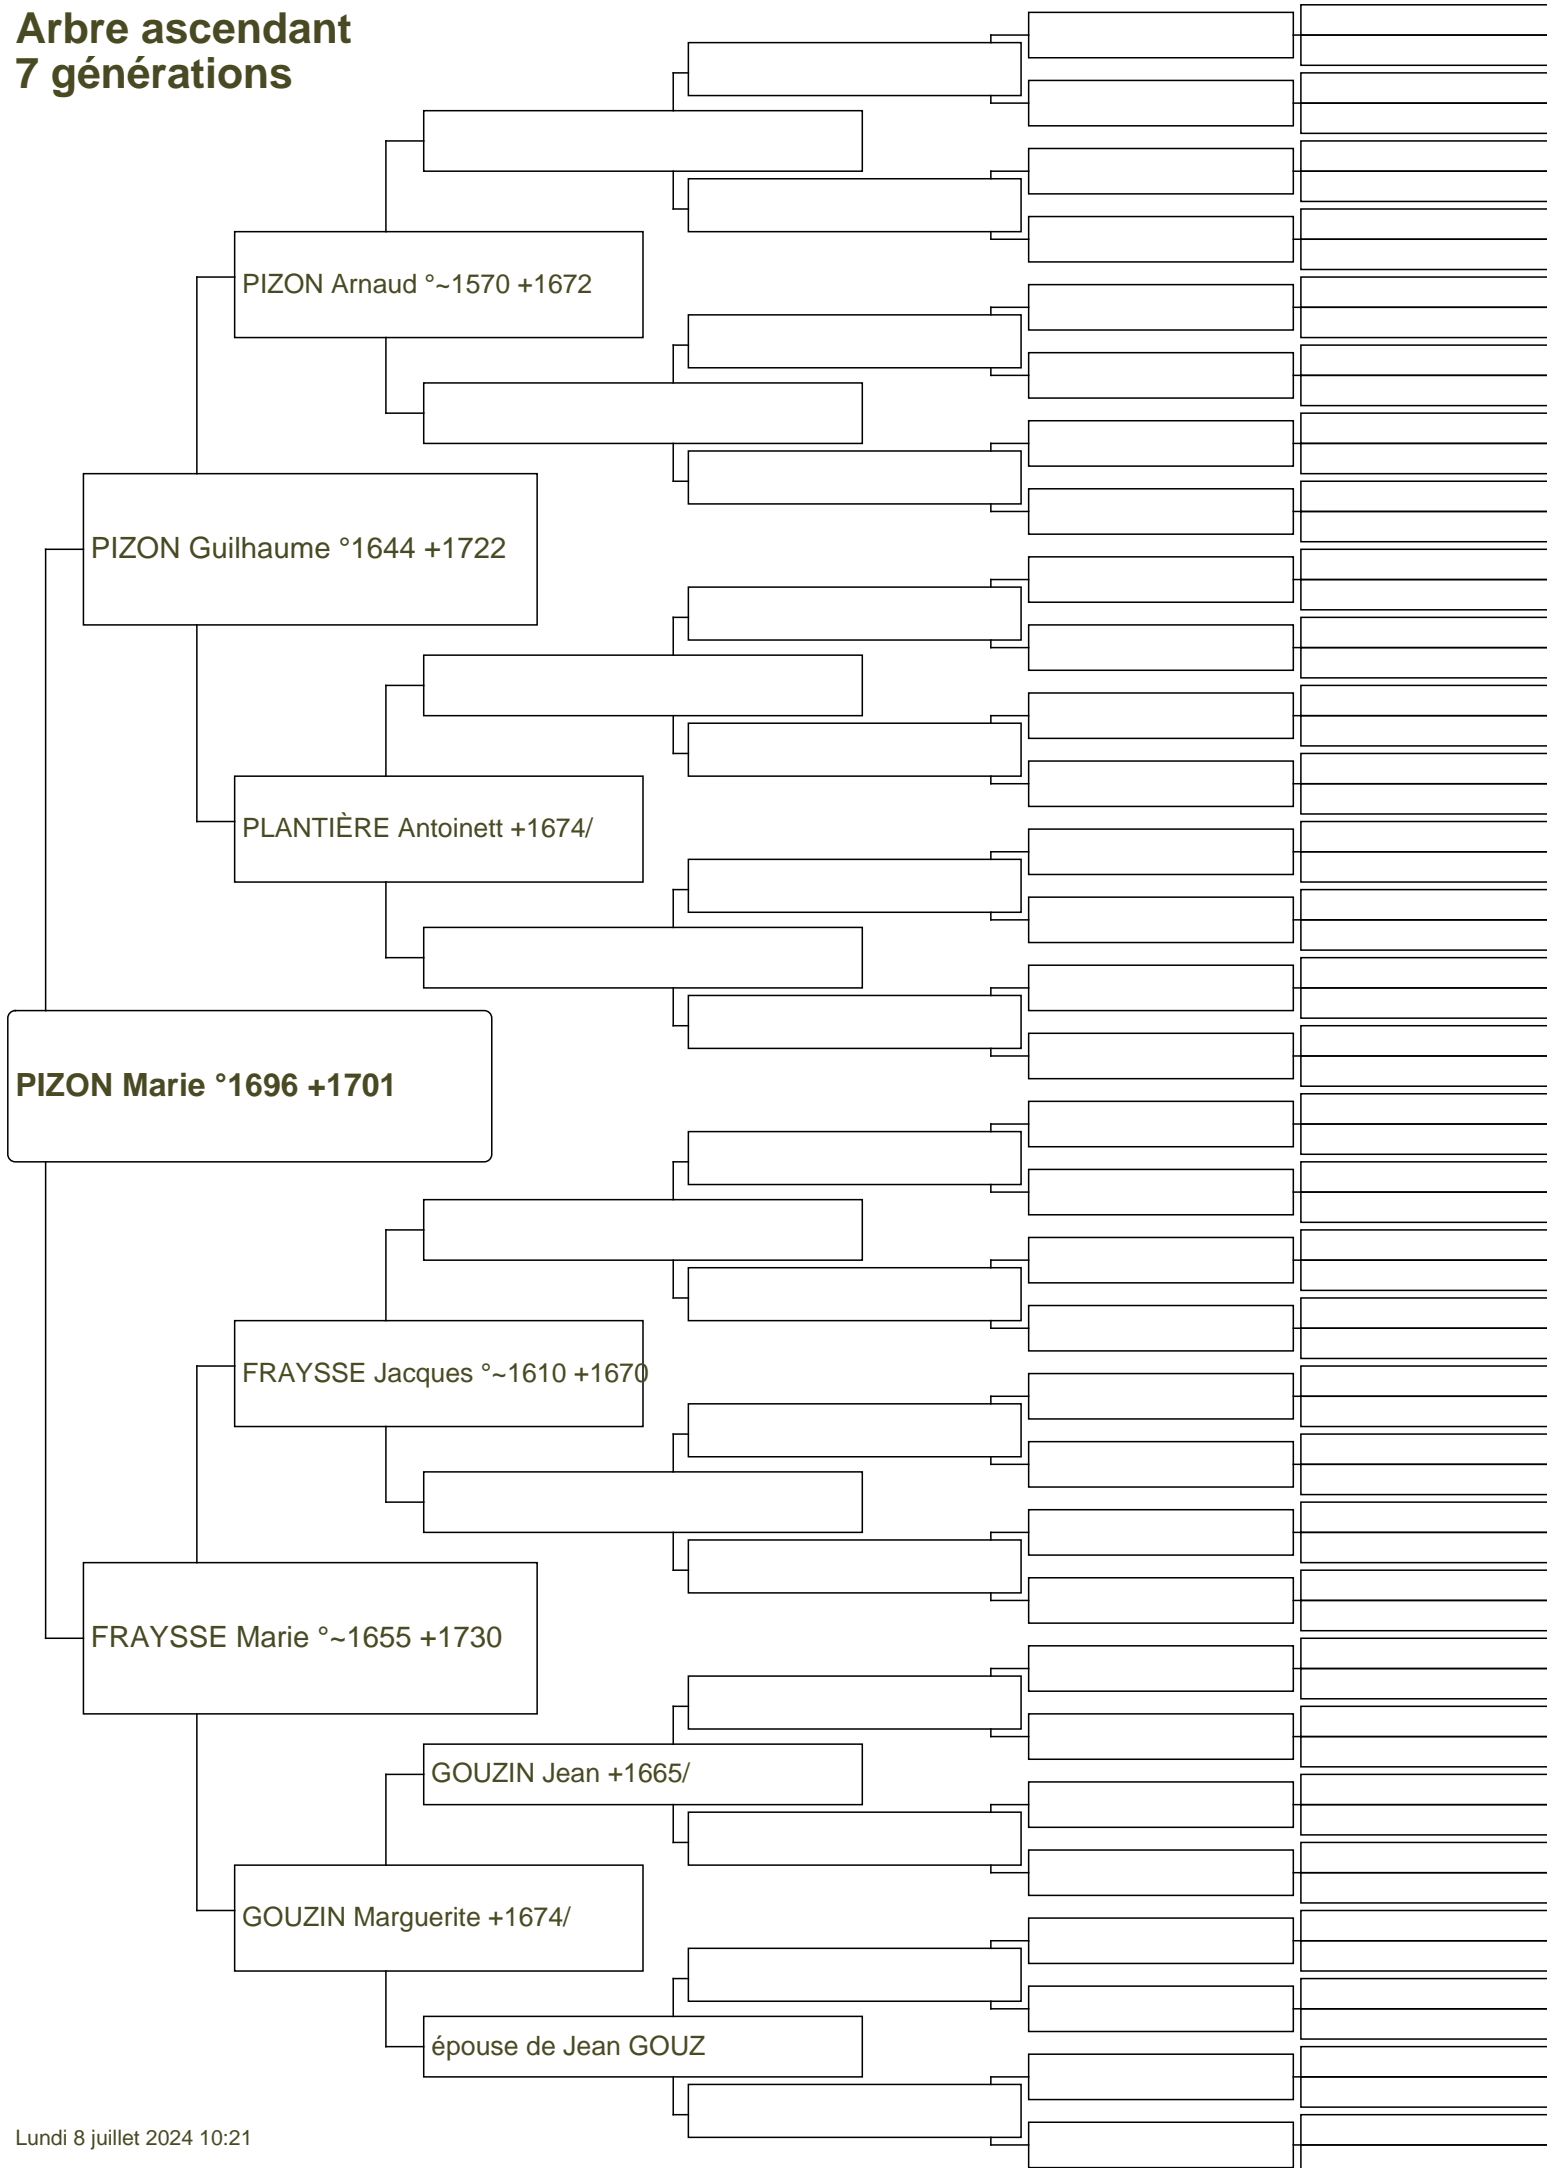 Arbre ascendant
7 générations
PIZON Arnaud °~1570 +1672
PIZON Guilhaume °1644 +1722
PLANTIÈRE Antoinett +1674/
PIZON Marie °1696 +1701
FRAYSSE Jacques °~1610 +1670
FRAYSSE Marie °~1655 +1730
GOUZIN Jean +1665/
GOUZIN Marguerite +1674/
épouse de Jean GOUZ
Lundi 8 juillet 2024 10:21